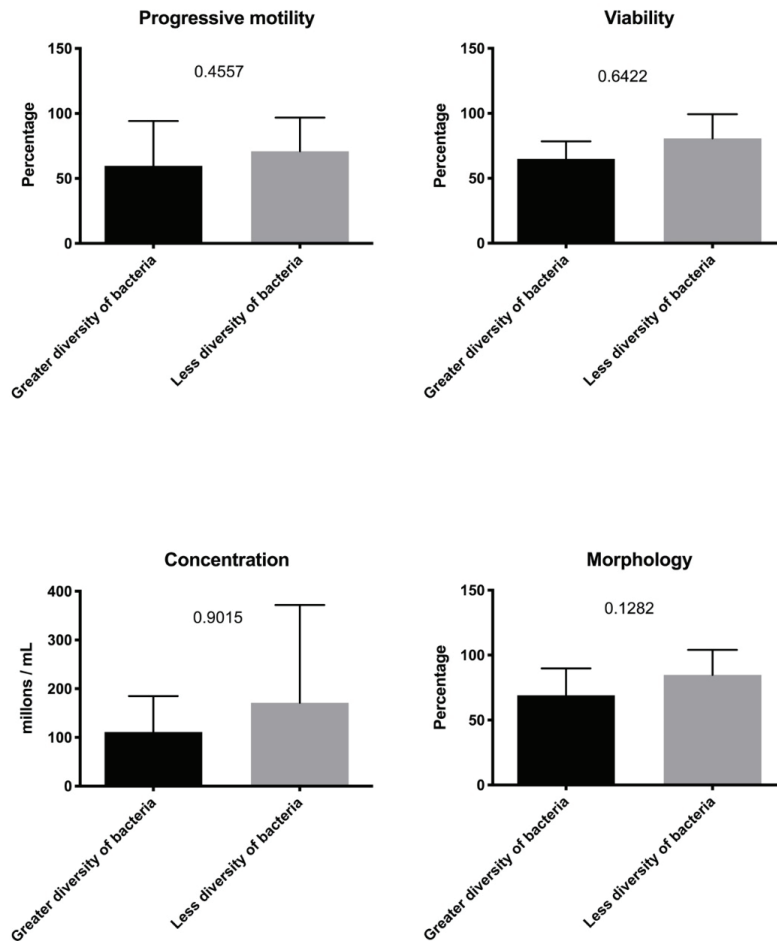 Progressive motility
0.4557
Percentage
150
100
50
0
Greater diversity of bacteria
Less diversity of bacteria
Viability
0.6422
Percentage
150
100
50
0
Greater diversity of bacteria
Less diversity of bacteria
Concentration
0.9015
millons / mL
400
300
200
100
0
Greater diversity of bacteria
Less diversity of bacteria
Morphology
0.1282
Percentage
150
100
50
0
Greater diversity of bacteria
Less diversity of bacteria